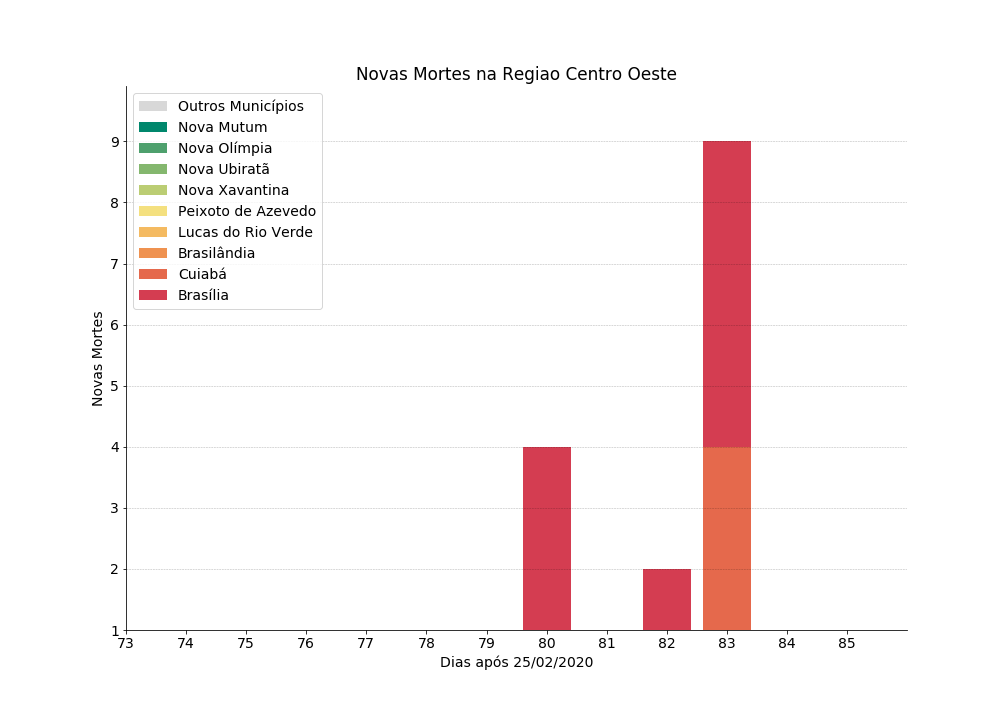 Novas Mortes na Regiao Centro Oeste
Outros Municípios
Nova Mutum
Nova Olímpia
Nova Ubiratã
Nova Xavantina
Peixoto de Azevedo
Lucas do Rio Verde
Brasilândia
Cuiabá
Brasília
9
8
7
6
5
4
3
2
1
Novas Mortes
73 74 75 76 77 78 79 80 81 82 83 84 85
Dias após 25/02/2020